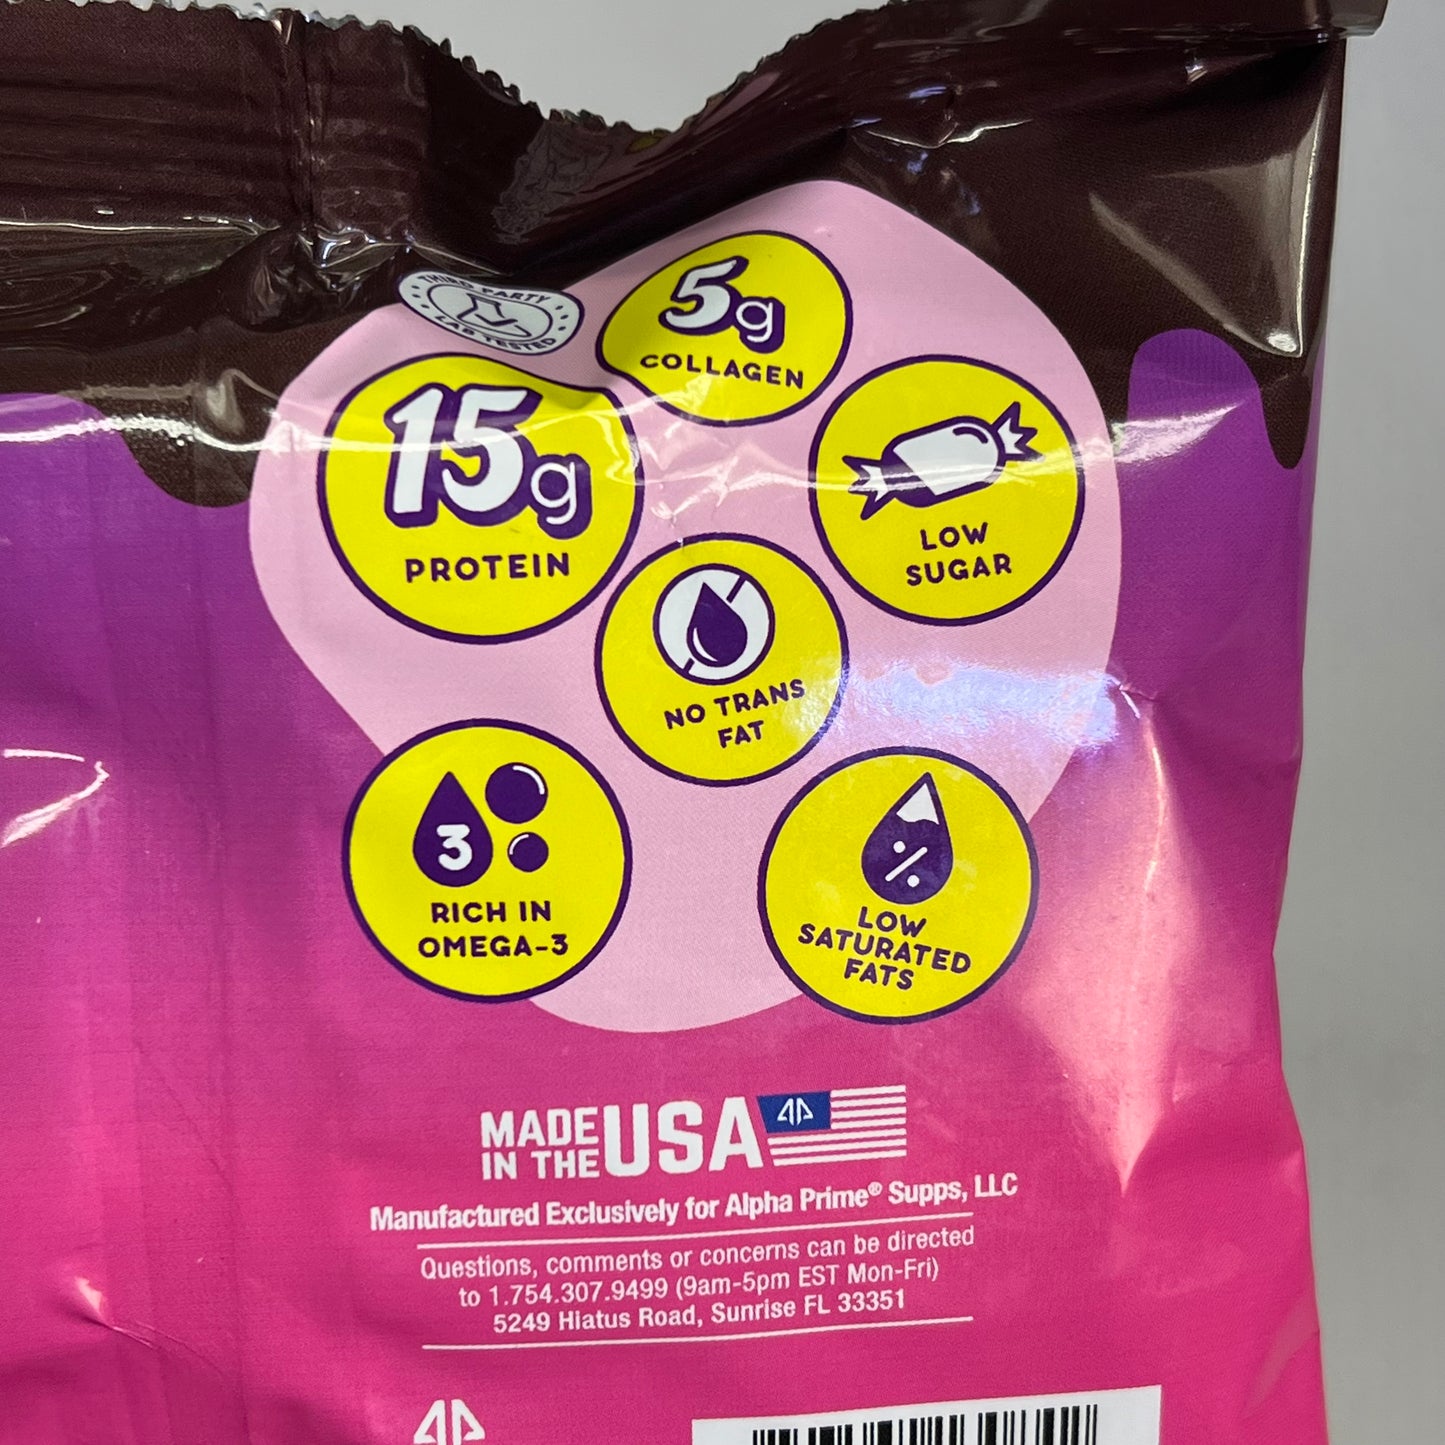 THIRD PARTY
LAB TESTED
5g
COLLAGEN
15g
PROTEIN
LOW
SUGAR
NO TRANS
FAT
3
RICH IN
OMEGA-3
%
LOW
SATURATED
FATS
MADE
IN THE
USA
Manufactured Exclusively for Alpha Prime® Supps, LLC
Questions, comments or concerns can be directed
to 1.754.307.9499 (9am-5pm EST Mon-Fri)
5249 Hiatus Road, Sunrise FL 33351